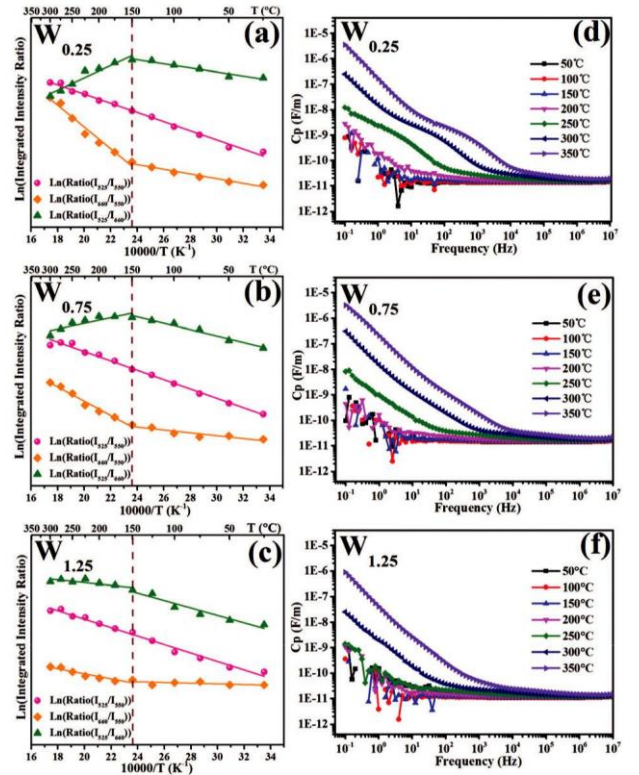 350 300 250 200 150 100 50 T (°C)
W 0.25
(a)
Ln(Integrated Intensity Ratio)
Ln(Ratio(I525/I550))
Ln(Ratio(I660/I550))
Ln(Ratio(I525/I660))
16 18 20 22 24 26 28 30 32 34
10000/T (K-1)
W 0.25
(d)
Cp (F/m)
1E-5
1E-6
1E-7
1E-8
1E-9
1E-10
1E-11
1E-12
50℃
100℃
150℃
200℃
250℃
300℃
350℃
10-1 100 101 102 103 104 105 106 107
Frequency (Hz)
350 300 250 200 150 100 50 T (°C)
W 0.75
(b)
Ln(Integrated Intensity Ratio)
Ln(Ratio(I525/I550))
Ln(Ratio(I660/I550))
Ln(Ratio(I525/I660))
16 18 20 22 24 26 28 30 32 34
10000/T (K-1)
W 0.75
(e)
Cp (F/m)
1E-5
1E-6
1E-7
1E-8
1E-9
1E-10
1E-11
1E-12
50℃
100℃
150℃
200℃
250℃
300℃
350℃
10-1 100 101 102 103 104 105 106 107
Frequency (Hz)
350 300 250 200 150 100 50 T (°C)
W 1.25
(c)
Ln(Integrated Intensity Ratio)
Ln(Ratio(I525/I550))
Ln(Ratio(I660/I550))
Ln(Ratio(I525/I660))
16 18 20 22 24 26 28 30 32 34
10000/T (K-1)
W 1.25
(f)
Cp (F/m)
1E-5
1E-6
1E-7
1E-8
1E-9
1E-10
1E-11
1E-12
50°C
100°C
150°C
200°C
250°C
300°C
350°C
10-1 100 101 102 103 104 105 106 107
Frequency (Hz)